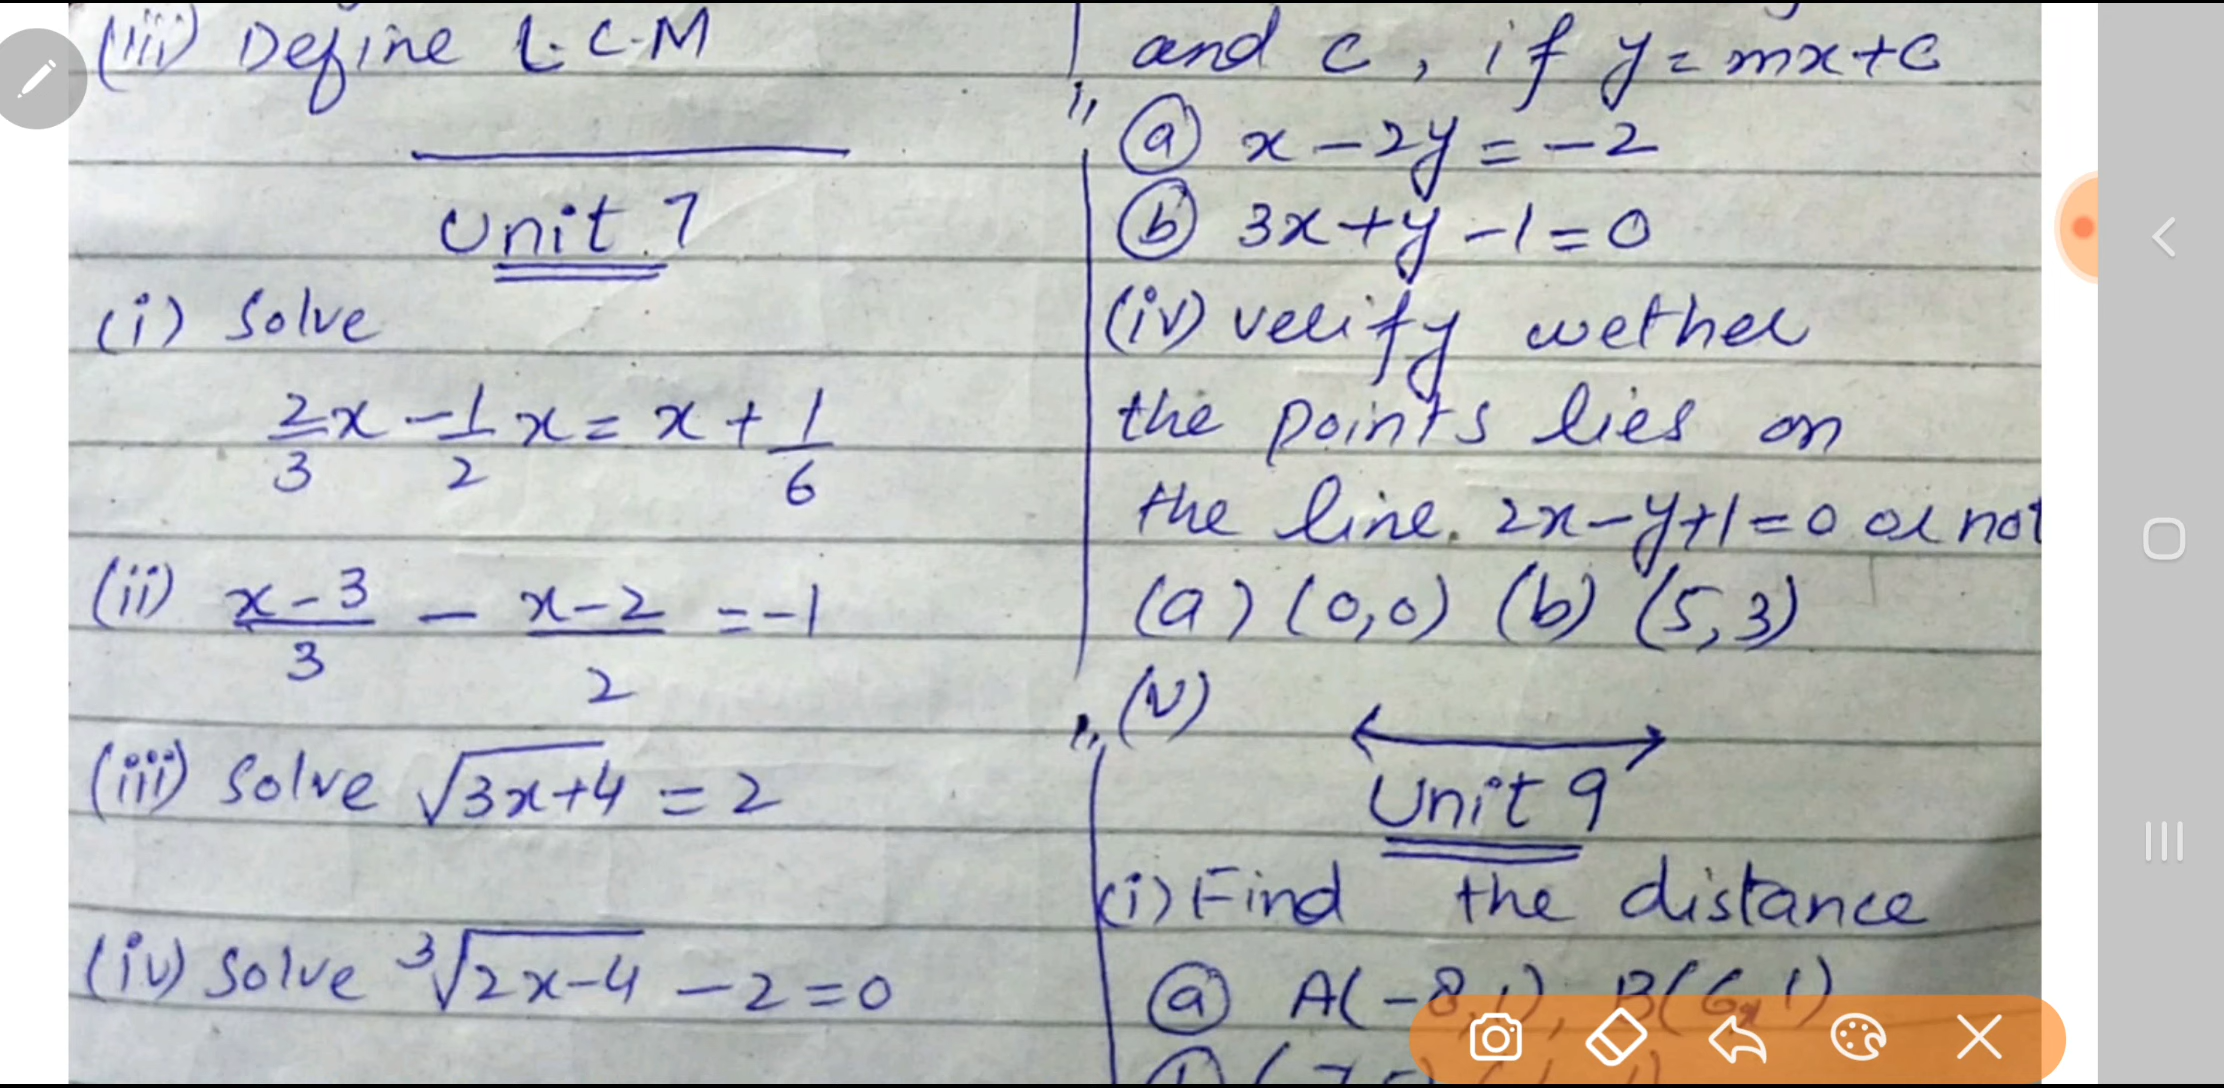 (iii) Define L.C.M
Unit 7
(i) Solve
2/3 x - 1/2 x = x + 1/6
(ii) x-3/3 - x-2/2 = -1
(iii) Solve √3x+4 = 2
(iv) Solve ³√2x-4 - 2 = 0
and c, if y = mx+c
(a) x - 2y = -2
(b) 3x + y - 1 = 0
(iv) verify wether
the points lies on
the line. 2x-y+1=0 or not
(a) (0,0) (b) (5,3)
(v)
Unit 9
(i) Find the distance
(a) A(-8,1), B(6,1)